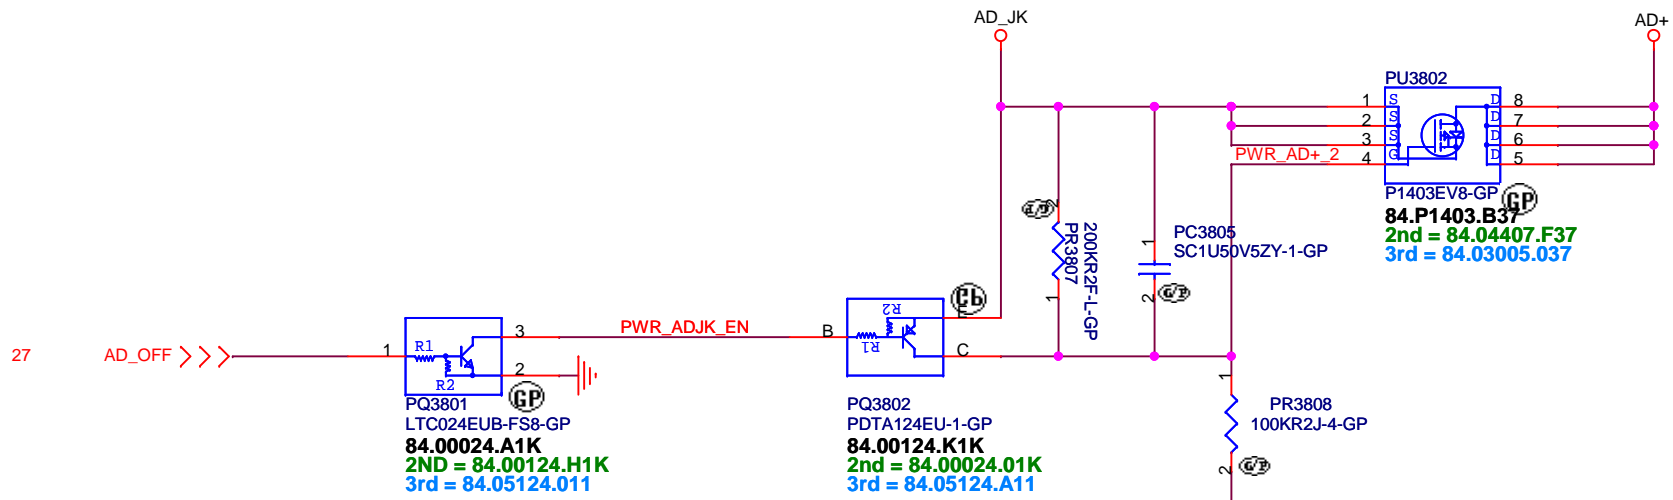 AD_JK
AD+
PU3802
1 S D 8
2 S D 7
3 S D 6
PWR_AD+_2 4 G D 5
P1403EV8-GP
GP
84.P1403.B37
2nd = 84.04407.F37
3rd = 84.03005.037
2
PR3807
200KR2F-L-GP
1
G/P
PC3805
SC1U50V5ZY-1-GP
1
2
G/P
27
AD_OFF
1
R1
R2
3
2
GP
PQ3801
LTC024EUB-FS8-GP
84.00024.A1K
2ND = 84.00124.H1K
3rd = 84.05124.011
PWR_ADJK_EN
B
R2
R1
E
C
PQ3802
PDTA124EU-1-GP
84.00124.K1K
2nd = 84.00024.01K
3rd = 84.05124.A11
1
PR3808
100KR2J-4-GP
2
G/P